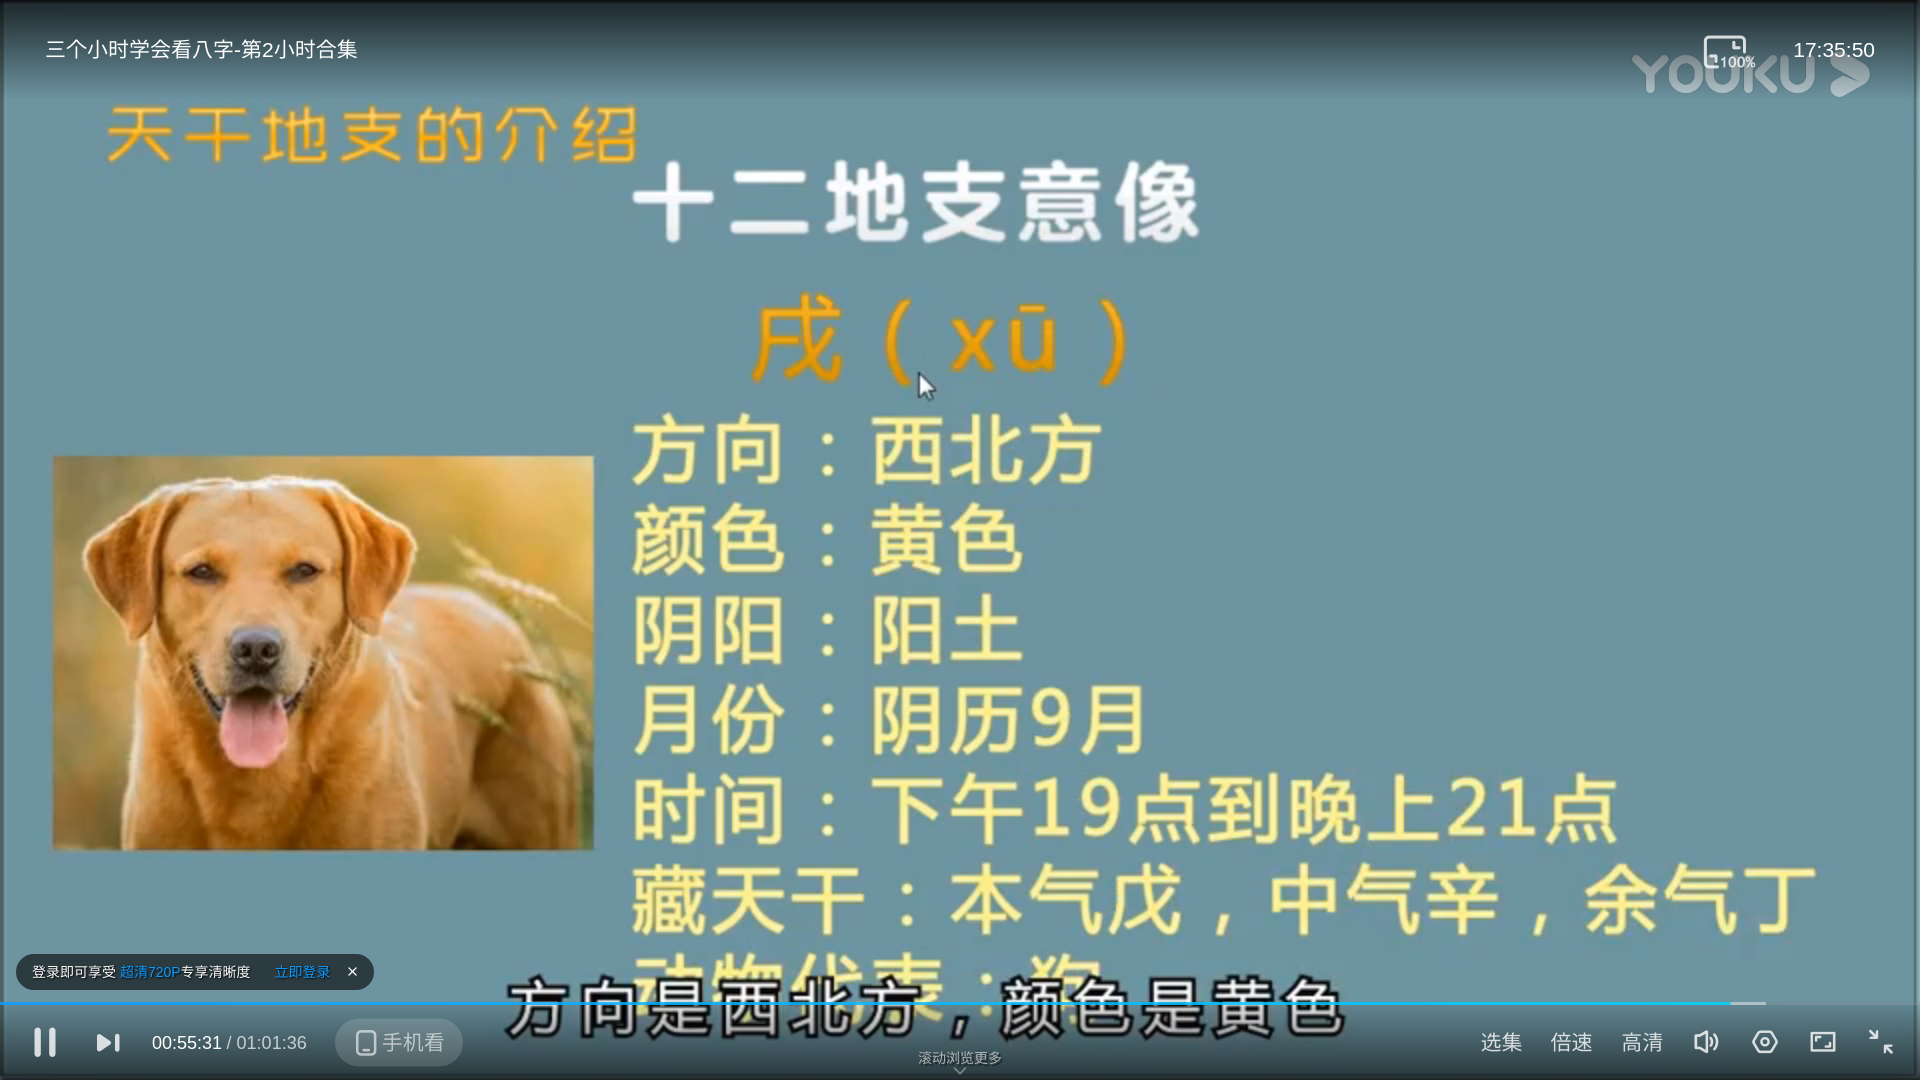 三个小时学会看八字-第2小时合集
100%
17:35:50
YOUKU
天干地支的介绍
十二地支意像
戌（xū）
方向：西北方
颜色：黄色
阴阳：阳土
月份：阴历9月
时间：下午19点到晚上21点
藏天干：本气戊，中气辛，余气丁
动物代表：狗
登录即可享受 超清720P专享清晰度 立即登录 ×
方向是西北方，颜色是黄色
00:55:31 / 01:01:36 手机看 选集 倍速 高清
滚动浏览更多